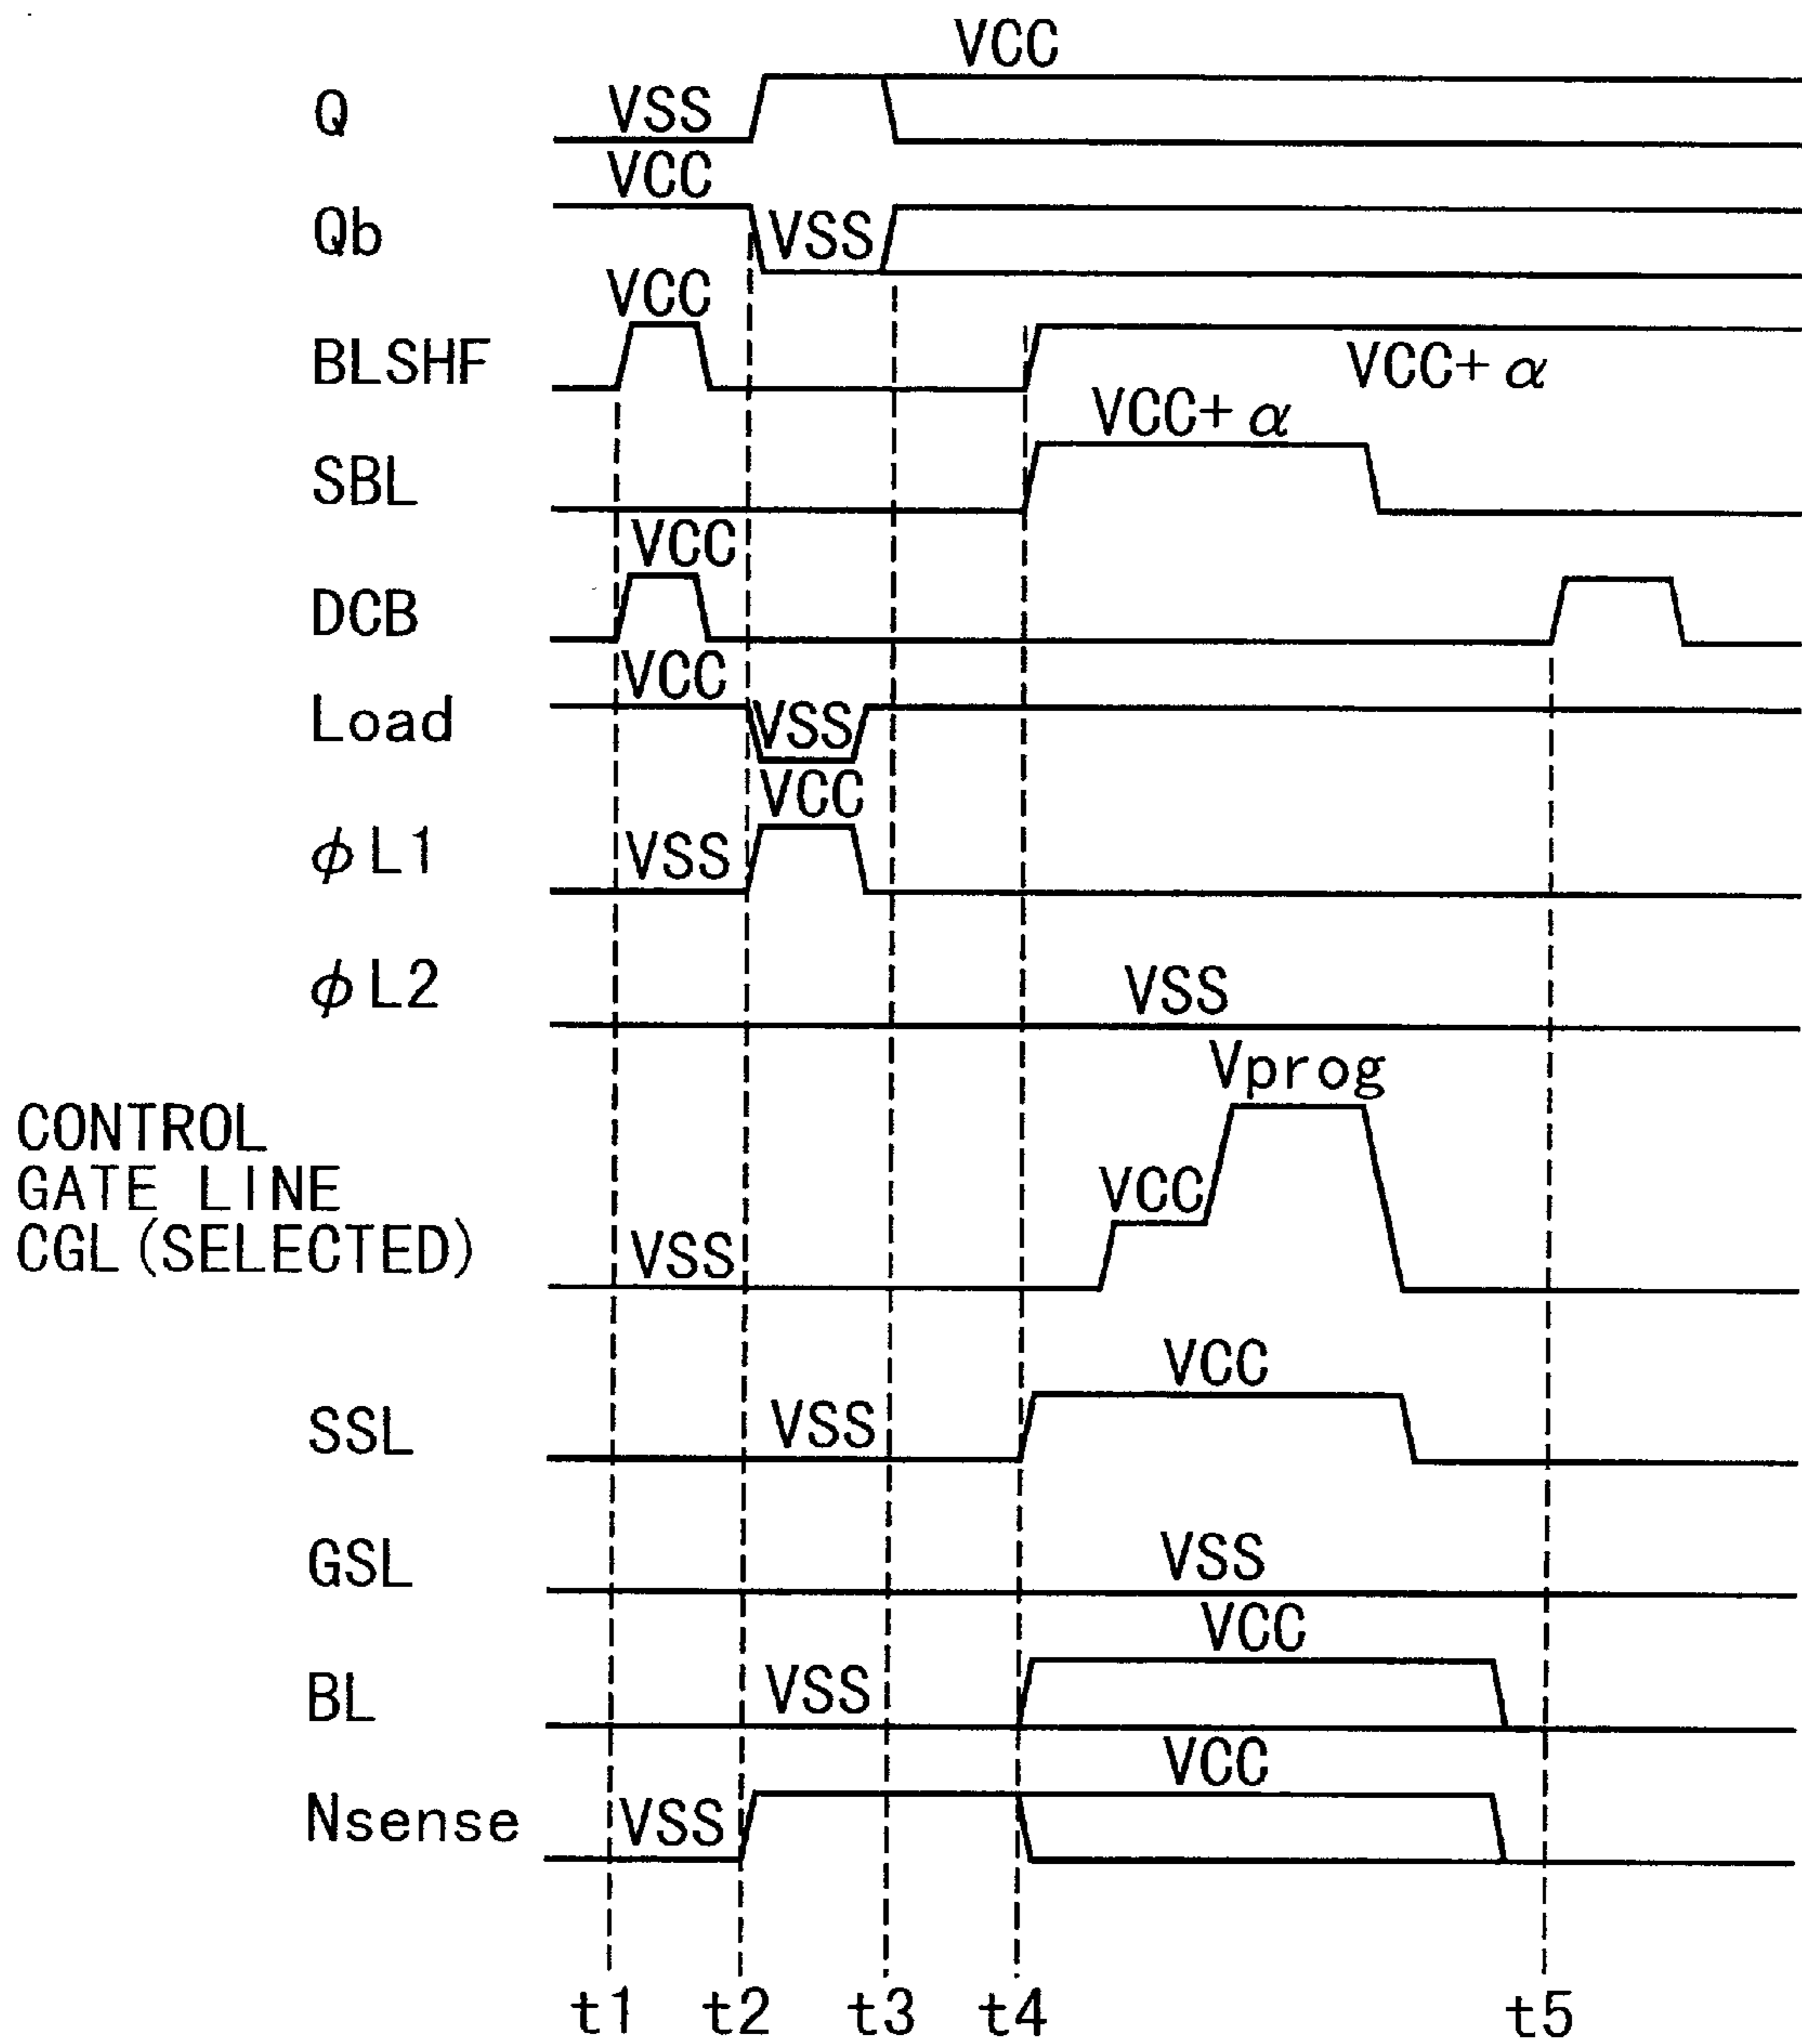 VCC
Q VSS
VCC
Qb VSS
VCC
BLSHF VCC+α
VCC+α
SBL
VCC
DCB
VCC
Load VSS
VCC
φL1 VSS
φL2 VSS
Vprog
CONTROL
GATE LINE VCC
CGL(SELECTED) VSS
VCC
SSL VSS
GSL VSS
VCC
BL VSS
VCC
Nsense VSS
t1 t2 t3 t4 t5